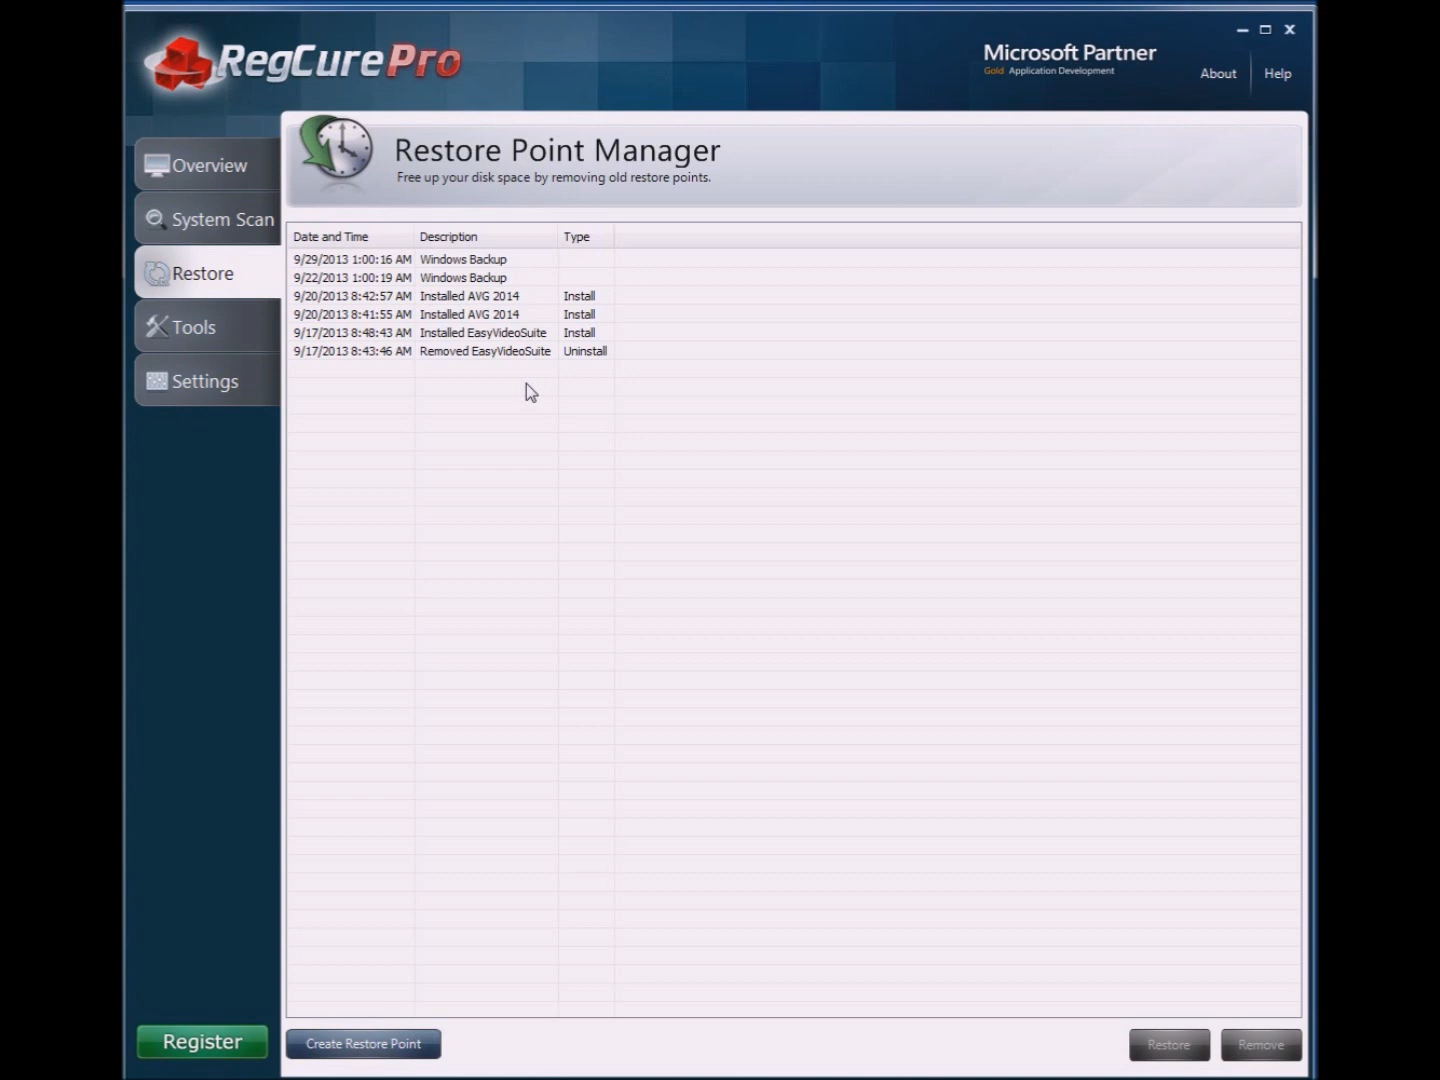 RegCure Pro
Microsoft Partner
Gold Application Development
About Help
Overview
System Scan
Restore
Tools
Settings
Restore Point Manager
Free up your disk space by removing old restore points.
Date and Time Description Type
9/29/2013 1:00:16 AM Windows Backup
9/22/2013 1:00:19 AM Windows Backup
9/20/2013 8:42:57 AM Installed AVG 2014 Install
9/20/2013 8:41:55 AM Installed AVG 2014 Install
9/17/2013 8:48:43 AM Installed EasyVideoSuite Install
9/17/2013 8:43:46 AM Removed EasyVideoSuite Uninstall
Register
Create Restore Point
Restore
Remove